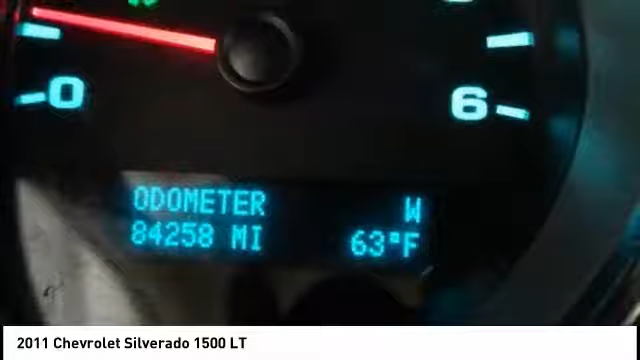 0
6
ODOMETER W
84258 MI 63°F
2011 Chevrolet Silverado 1500 LT